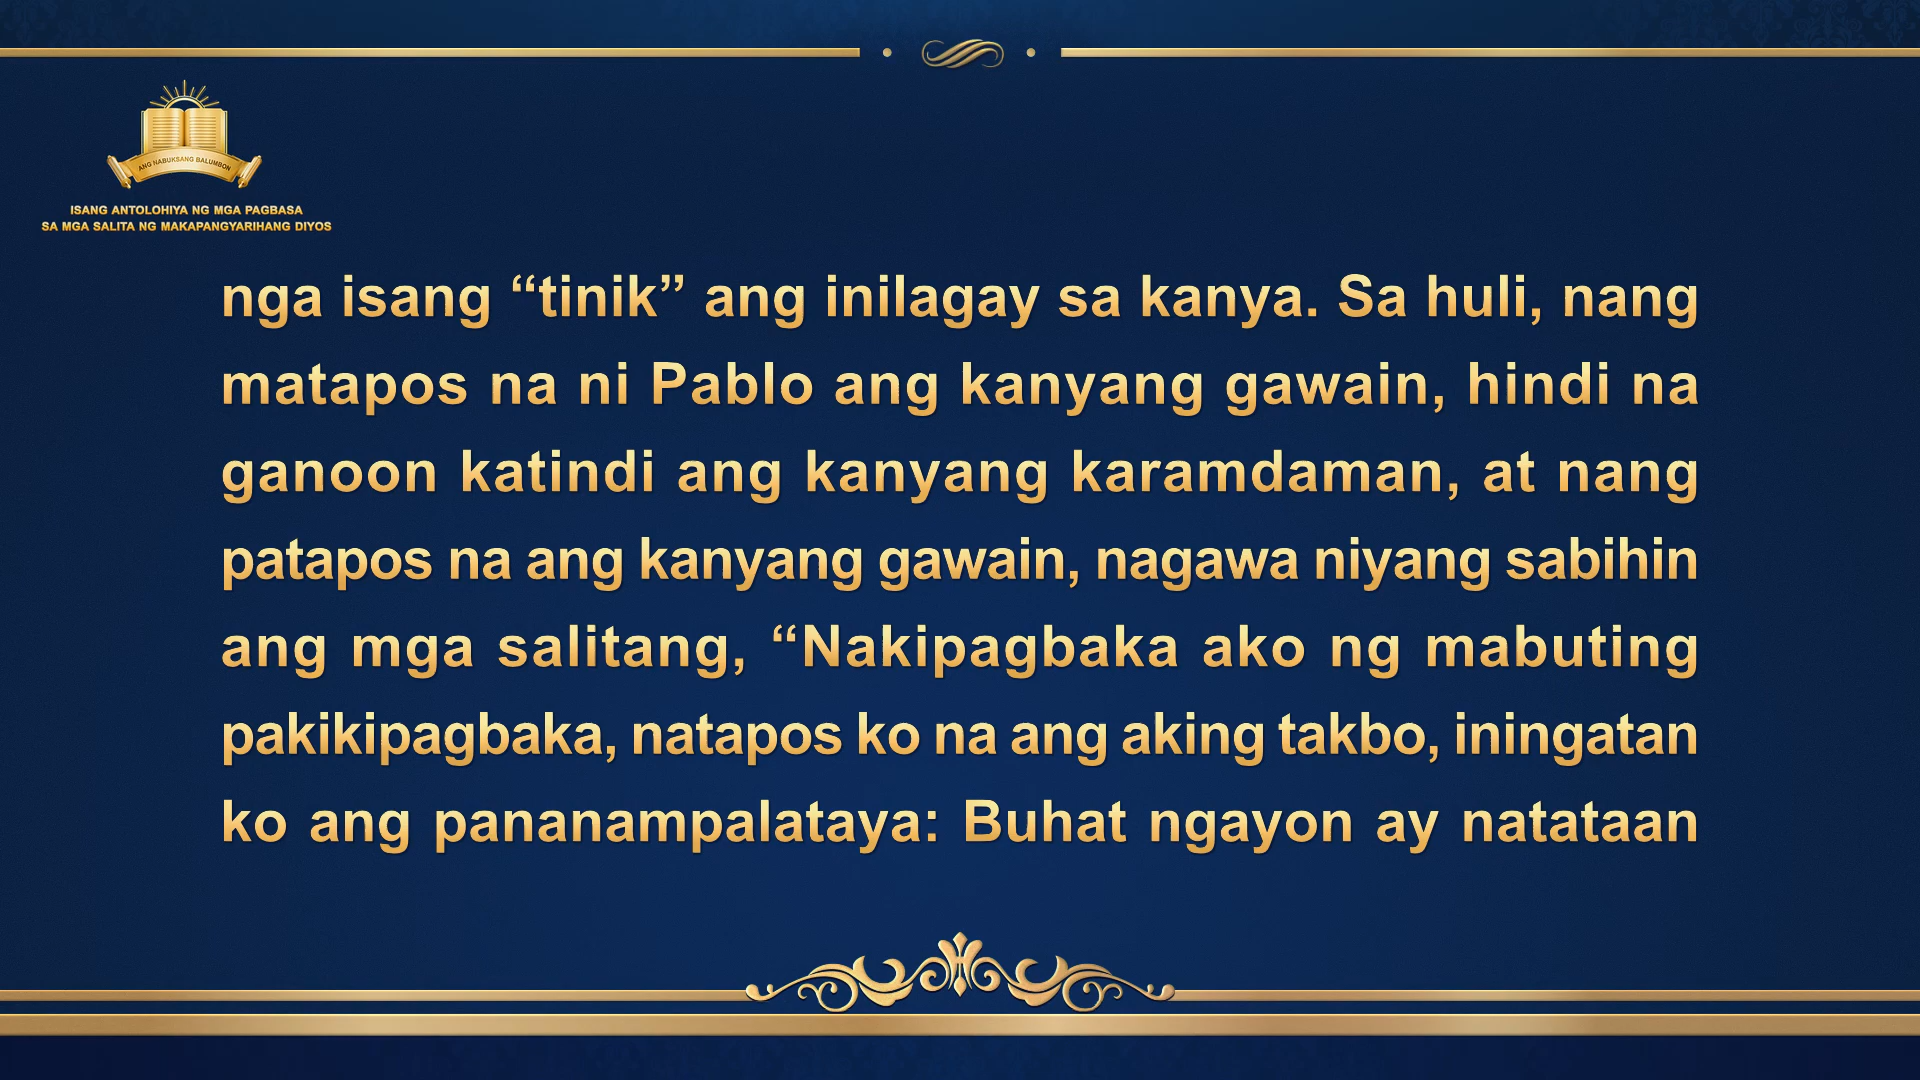 ANG NABUKSANG BALUMBON
ISANG ANTOLOHIYA NG MGA PAGBASA
SA MGA SALITA NG MAKAPANGYARIHANG DIYOS
nga isang “tinik” ang inilagay sa kanya. Sa huli, nang
matapos na ni Pablo ang kanyang gawain, hindi na
ganoon katindi ang kanyang karamdaman, at nang
patapos na ang kanyang gawain, nagawa niyang sabihin
ang mga salitang, “Nakipagbaka ako ng mabuting
pakikipagbaka, natapos ko na ang aking takbo, iningatan
ko ang pananampalataya: Buhat ngayon ay natataan